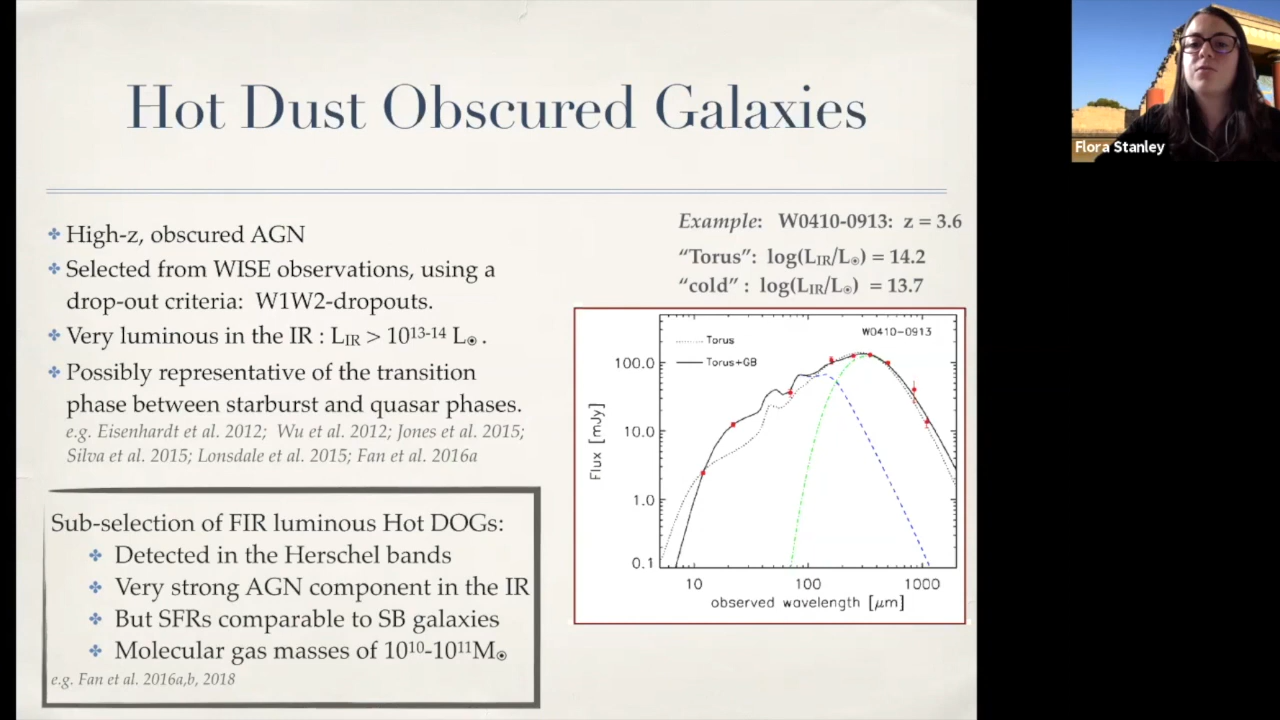 Hot Dust Obscured Galaxies
Flora Stanley
✤ High-z, obscured AGN
✤ Selected from WISE observations, using a
drop-out criteria: W1W2-dropouts.
✤ Very luminous in the IR : L_IR > 10^13-14 L⊙ .
✤ Possibly representative of the transition
phase between starburst and quasar phases.
e.g. Eisenhardt et al. 2012; Wu et al. 2012; Jones et al. 2015;
Silva et al. 2015; Lonsdale et al. 2015; Fan et al. 2016a
Sub-selection of FIR luminous Hot DOGs:
✤ Detected in the Herschel bands
✤ Very strong AGN component in the IR
✤ But SFRs comparable to SB galaxies
✤ Molecular gas masses of 10^10-10^11M⊙
e.g. Fan et al. 2016a,b, 2018
Example: W0410-0913: z = 3.6
“Torus”: log(L_IR/L⊙) = 14.2
“cold” : log(L_IR/L⊙) = 13.7
W0410-0913
Torus
Torus+GB
100.0
10.0
1.0
0.1
Flux [mJy]
10 100 1000
observed wavelength [μm]